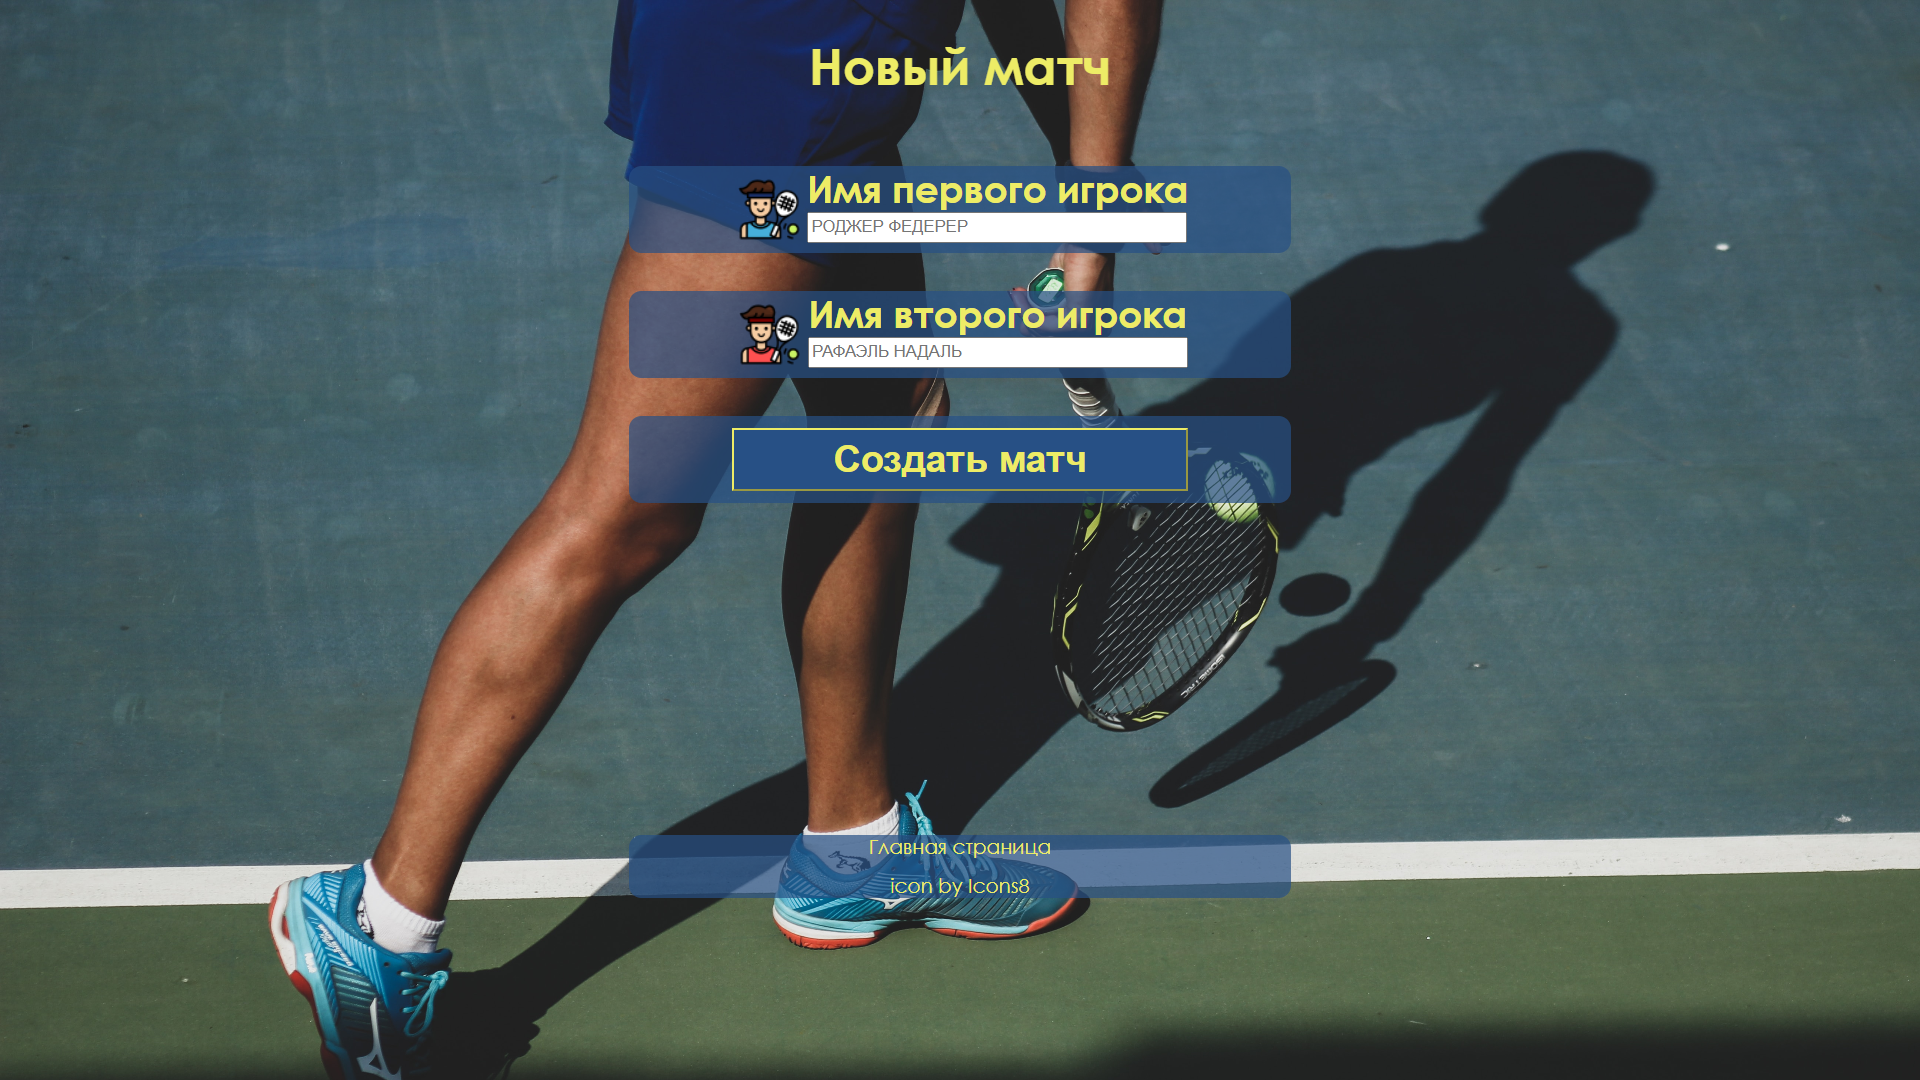 Новый матч
Имя первого игрока
РОДЖЕР ФЕДЕРЕР
Имя второго игрока
РАФАЭЛЬ НАДАЛЬ
Создать матч
ISOMETRIC
Главная страница
icon by Icons8